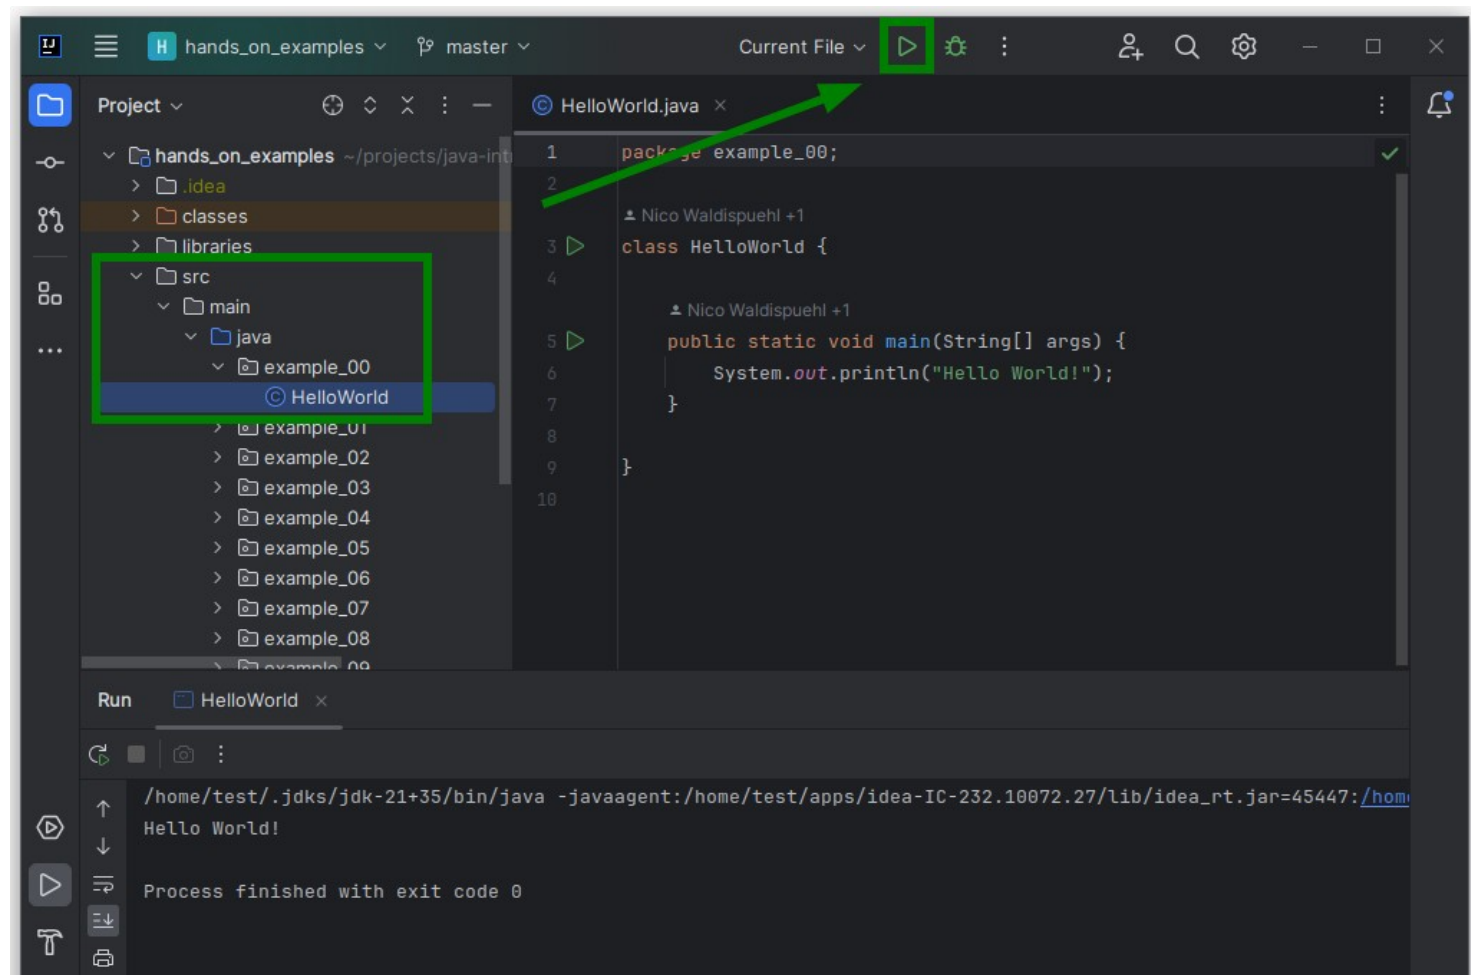 IJ
H hands_on_examples master Current File
Project
HelloWorld.java
hands_on_examples ~/projects/java-int
.idea
classes
libraries
src
main
java
example_00
HelloWorld
example_01
example_02
example_03
example_04
example_05
example_06
example_07
example_08
example_09
1 package example_00;
2
Nico Waldispuehl +1
3 class HelloWorld {
4
Nico Waldispuehl +1
5 public static void main(String[] args) {
6 System.out.println("Hello World!");
7 }
8
9 }
10
Run HelloWorld
/home/test/.jdks/jdk-21+35/bin/java -javaagent:/home/test/apps/idea-IC-232.10072.27/lib/idea_rt.jar=45447:/hom
Hello World!
Process finished with exit code 0